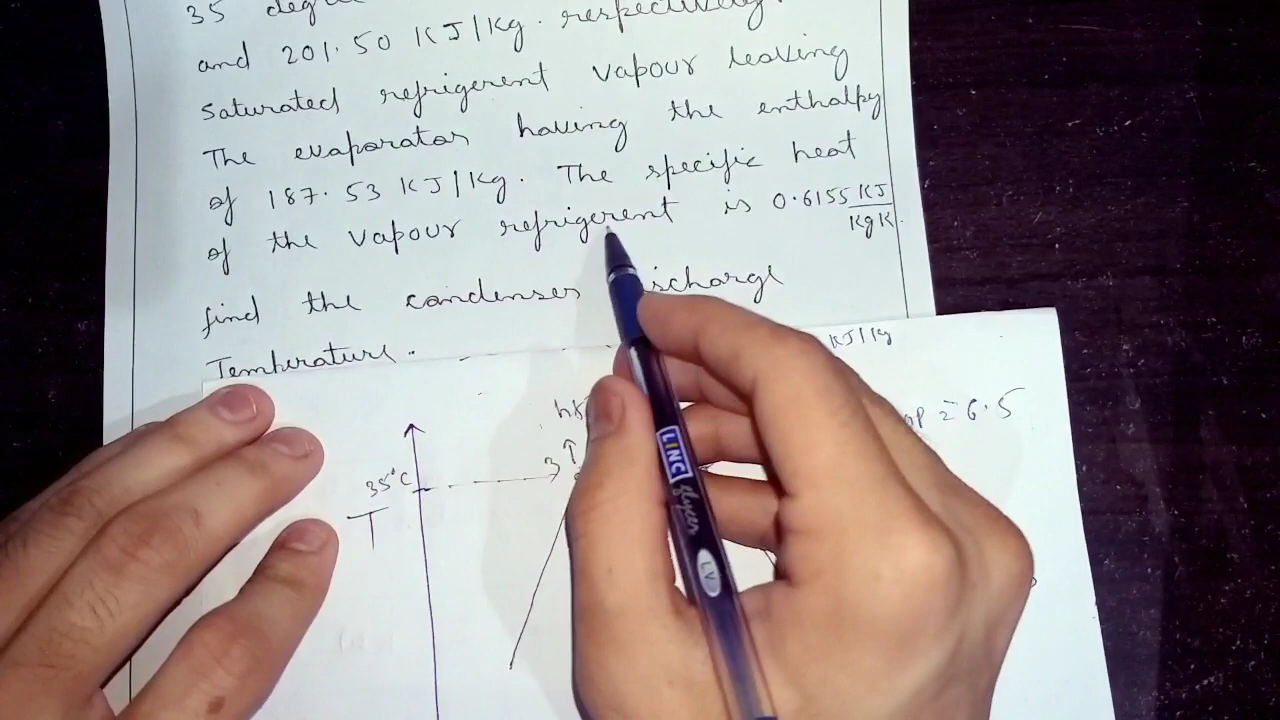 35
and 201.50 KJ/Kg. respectively.
Saturated refrigerent vapour leaking
The evaporator having the enthalpy
of 187.53 KJ/Kg. The specific heat
of the vapour refrigerent is 0.6155 KJ/KgK.
find the condenser
Temperature.
KJ/Kg
= 6.5
3
35°C
T
LINC glycer
LV